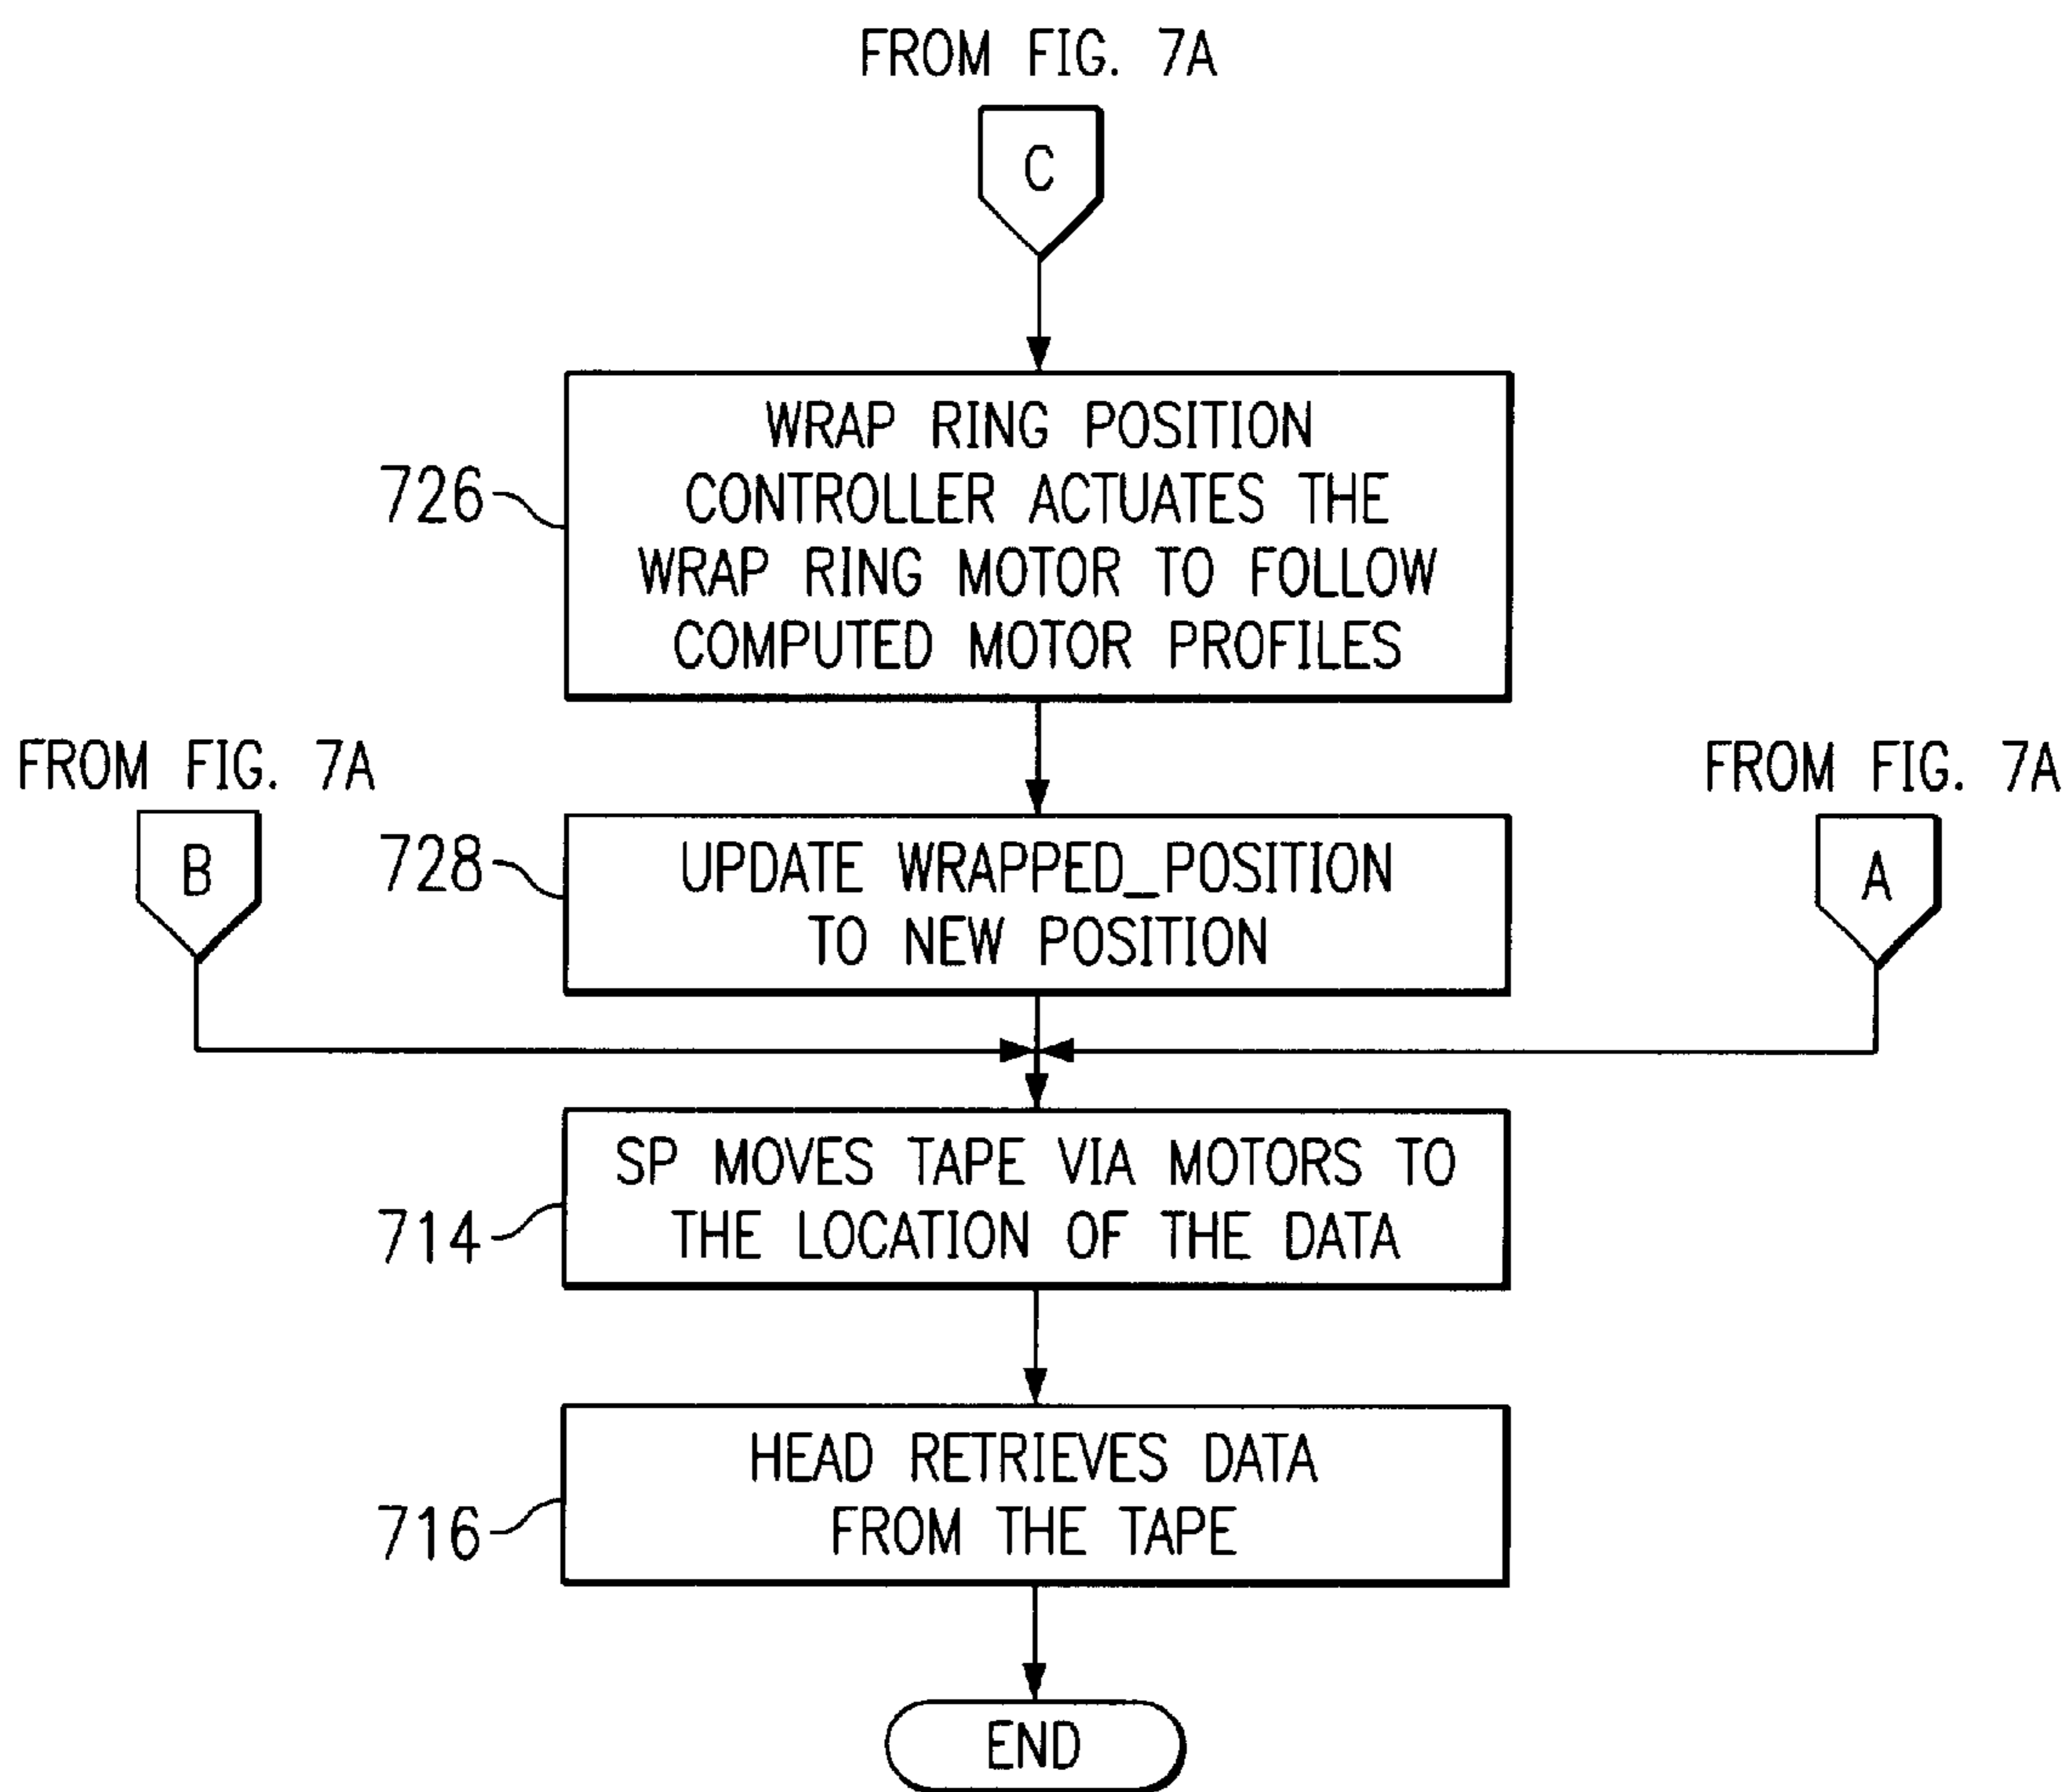 FROM FIG. 7A
C
726
WRAP RING POSITION
CONTROLLER ACTUATES THE
WRAP RING MOTOR TO FOLLOW
COMPUTED MOTOR PROFILES
FROM FIG. 7A
B
728
UPDATE WRAPPED_POSITION
TO NEW POSITION
FROM FIG. 7A
A
714
SP MOVES TAPE VIA MOTORS TO
THE LOCATION OF THE DATA
716
HEAD RETRIEVES DATA
FROM THE TAPE
END